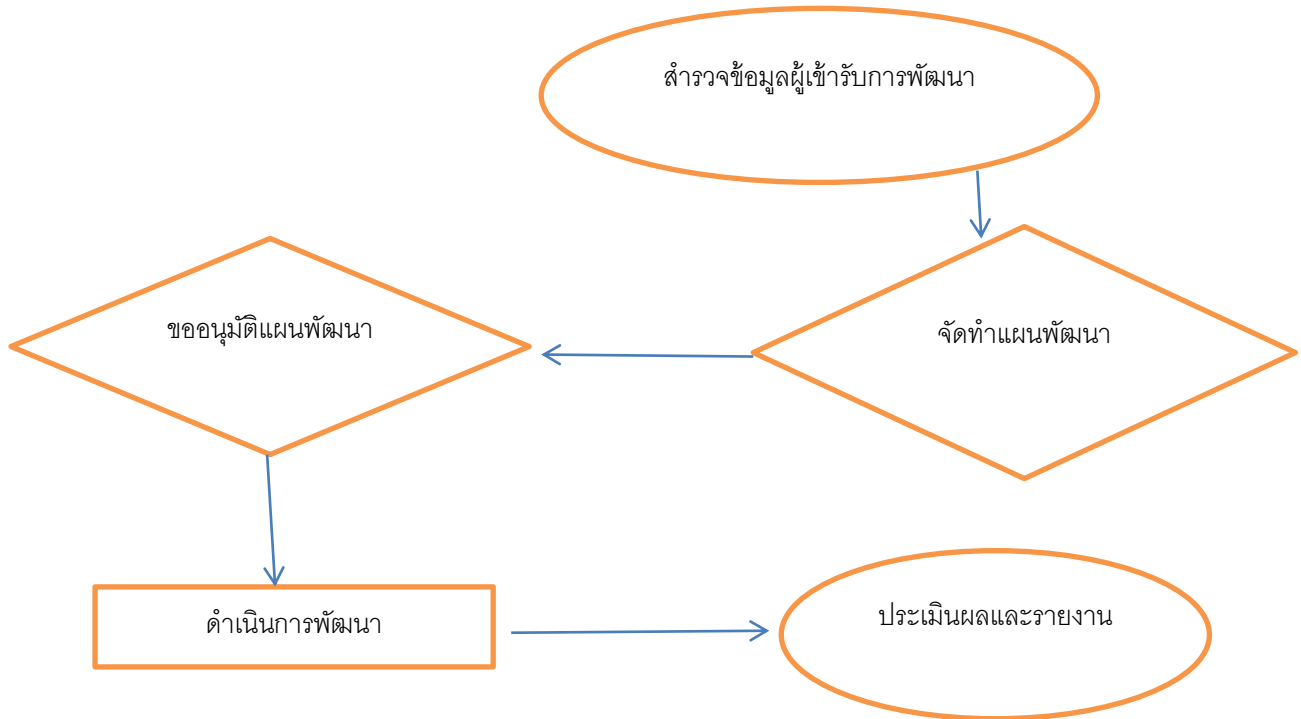 สำรวจข้อมูลผู้เข้ารับการพัฒนา
จัดทำแผนพัฒนา
ขออนุมัติแผนพัฒนา
ดำเนินการพัฒนา
ประเมินผลและรายงาน